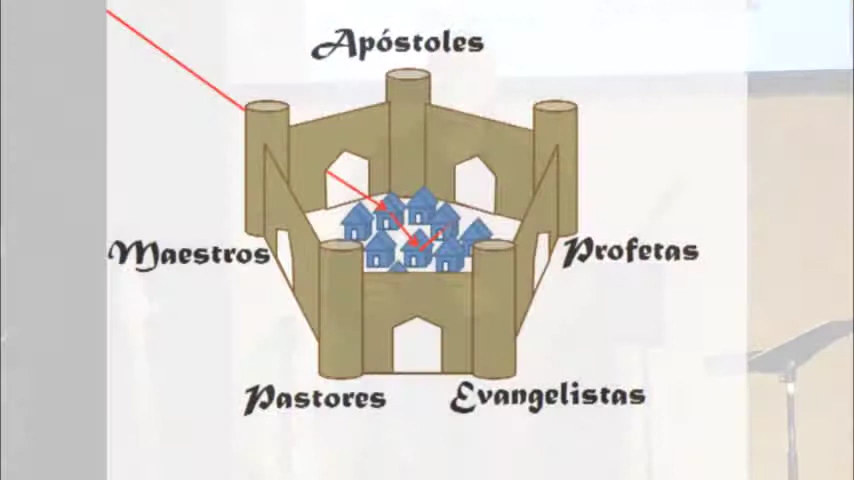 Apóstoles
Maestros
Profetas
Pastores
Evangelistas